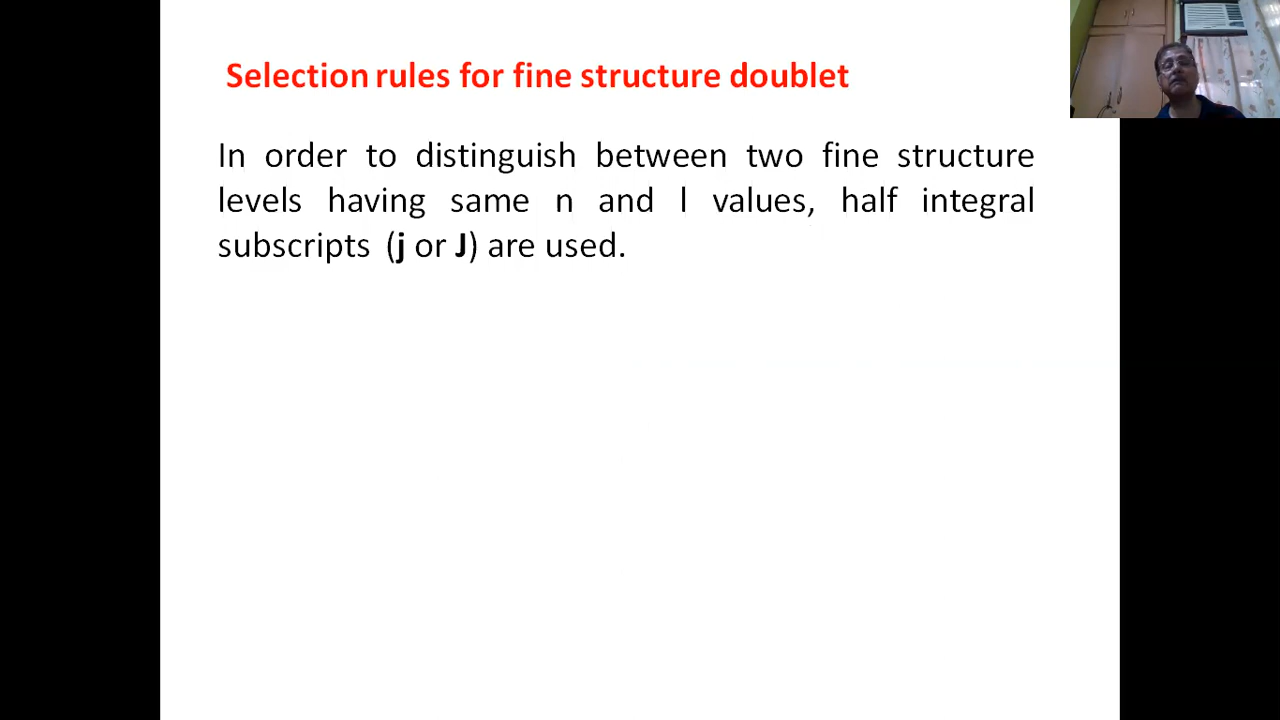 Selection rules for fine structure doublet
In order to distinguish between two fine structure
levels having same n and l values, half integral
subscripts (j or J) are used.